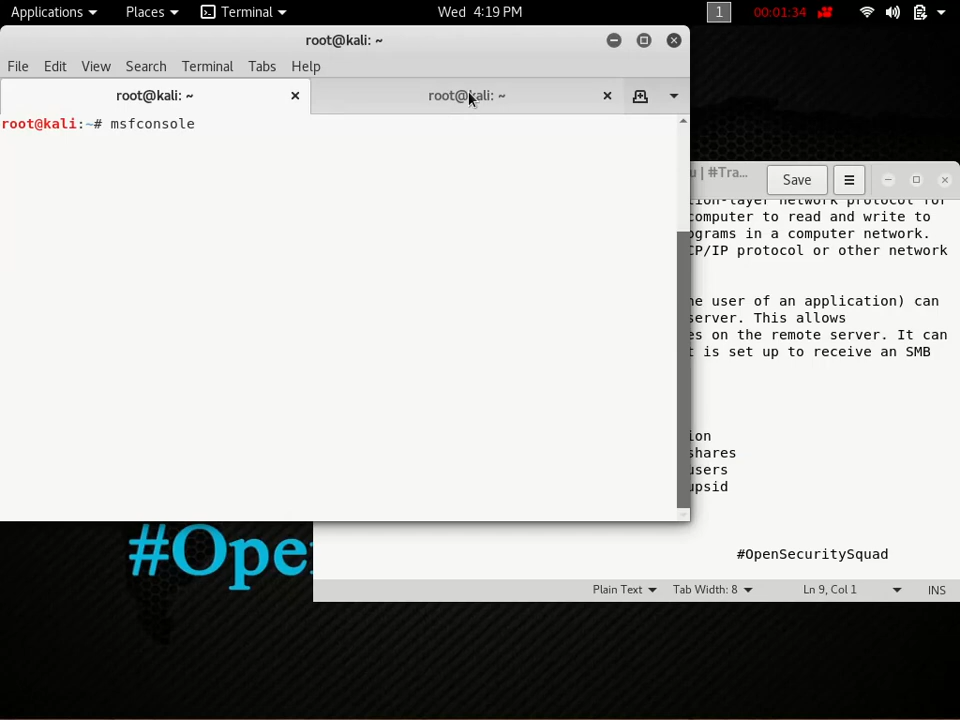 Applications Places Terminal Wed 4:19 PM 1 00:01:34
root@kali: ~
File Edit View Search Terminal Tabs Help
root@kali: ~ root@kali: ~
root@kali:~# msfconsole
u | #Tra...
Save
ion-layer network protocol for
computer to read and write to
ograms in a computer network.
CP/IP protocol or other network
he user of an application) can
server. This allows
es on the remote server. It can
t is set up to receive an SMB
ion
shares
users
upsid
#OpenSecuritySquad
#Ope
Plain Text Tab Width: 8 Ln 9, Col 1 INS